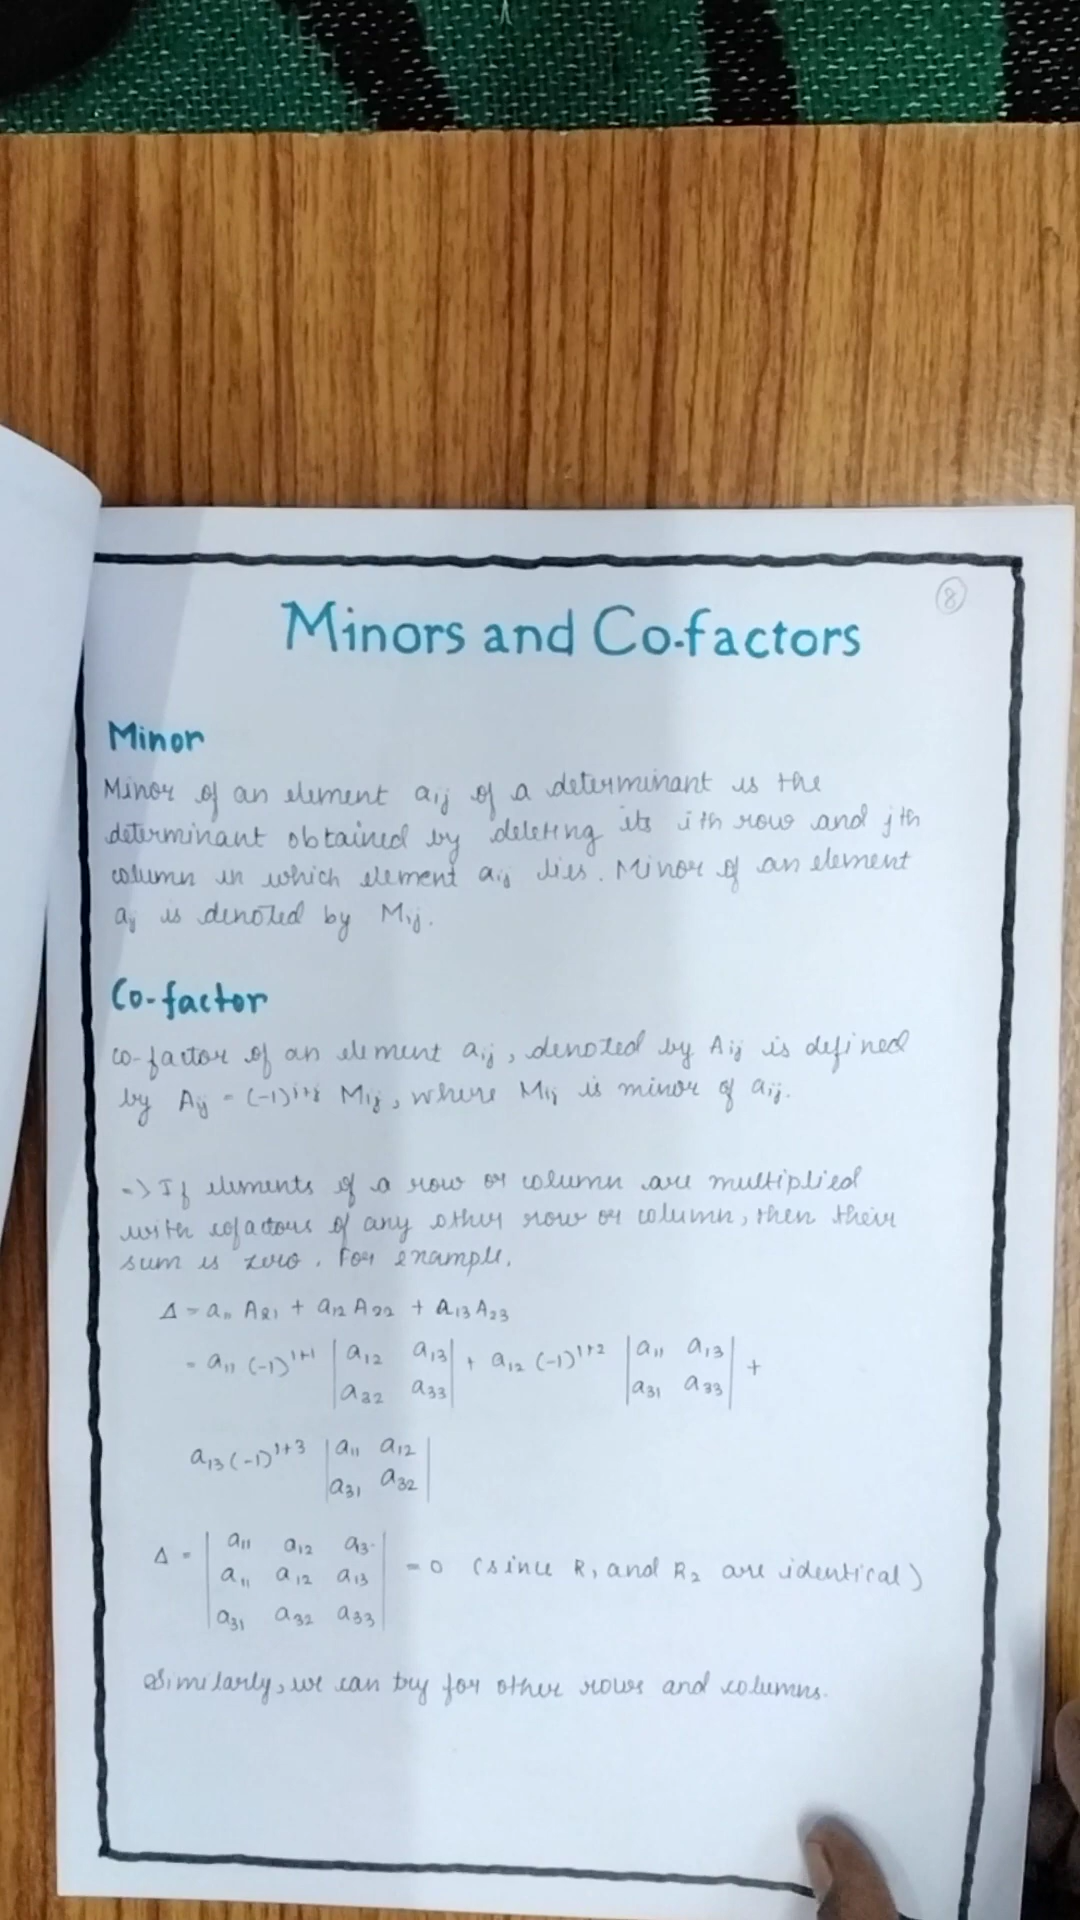 8
Minors and Co-factors
Minor
Minor of an element aij of a determinant is the
determinant obtained by deleting its ith row and jth
column in which element aij lies. Minor of an element
aij is denoted by Mij.
Co-factor
co-factor of an element aij, denoted by Aij is defined
by Aij = (-1)^i+j Mij, where Mij is minor of aij.
=> If elements of a row or column are multiplied
with cofactors of any other row or column, then their
sum is zero. For example,
Δ = a11 A21 + a12 A22 + a13 A23
= a11 (-1)^1+1 | a12 a13 | + a12 (-1)^1+2 | a11 a13 | +
| a32 a33 | | a31 a33 |
a13 (-1)^1+3 | a11 a12 |
| a31 a32 |
| a11 a12 a3 |
Δ = | a11 a12 a13 | = 0 (since R1 and R2 are identical)
| a31 a32 a33 |
Similarly, we can try for other rows and columns.